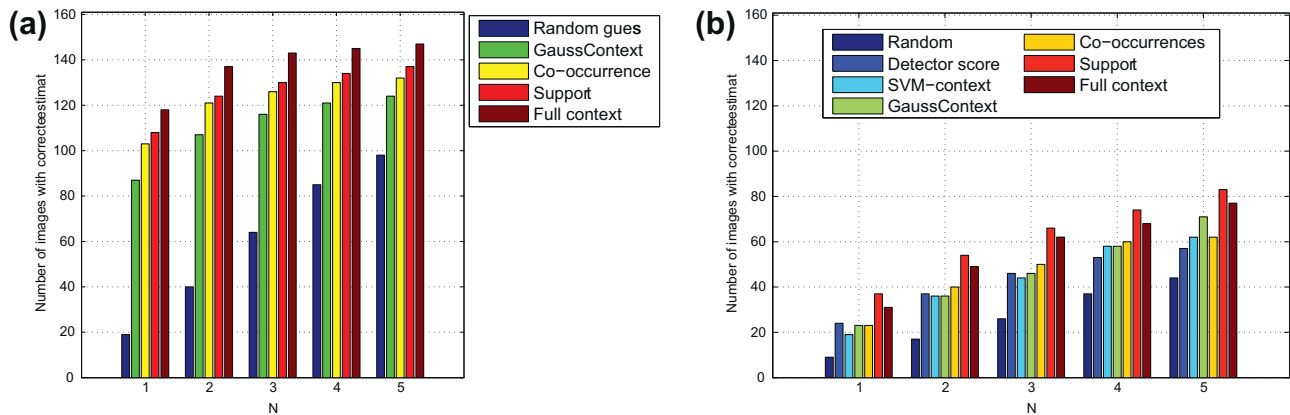 (a)
Number of images with correcteestimat
160
140
120
100
80
60
40
20
0
1 2 3 4 5
N
Random gues
GaussContext
Co-occurrence
Support
Full context
(b)
Number of images with correcteestimat
160
140
120
100
80
60
40
20
0
1 2 3 4 5
N
Random
Detector score
SVM-context
GaussContext
Co-occurrences
Support
Full context